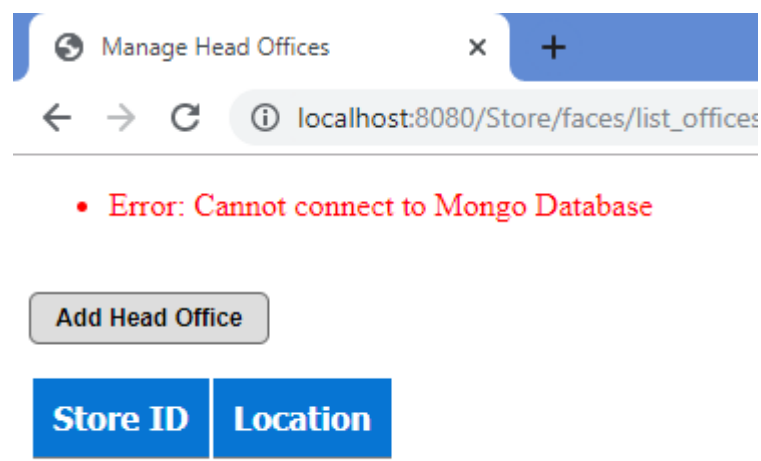 Manage Head Offices
localhost:8080/Store/faces/list_offices
Error: Cannot connect to Mongo Database
Add Head Office
Store ID Location